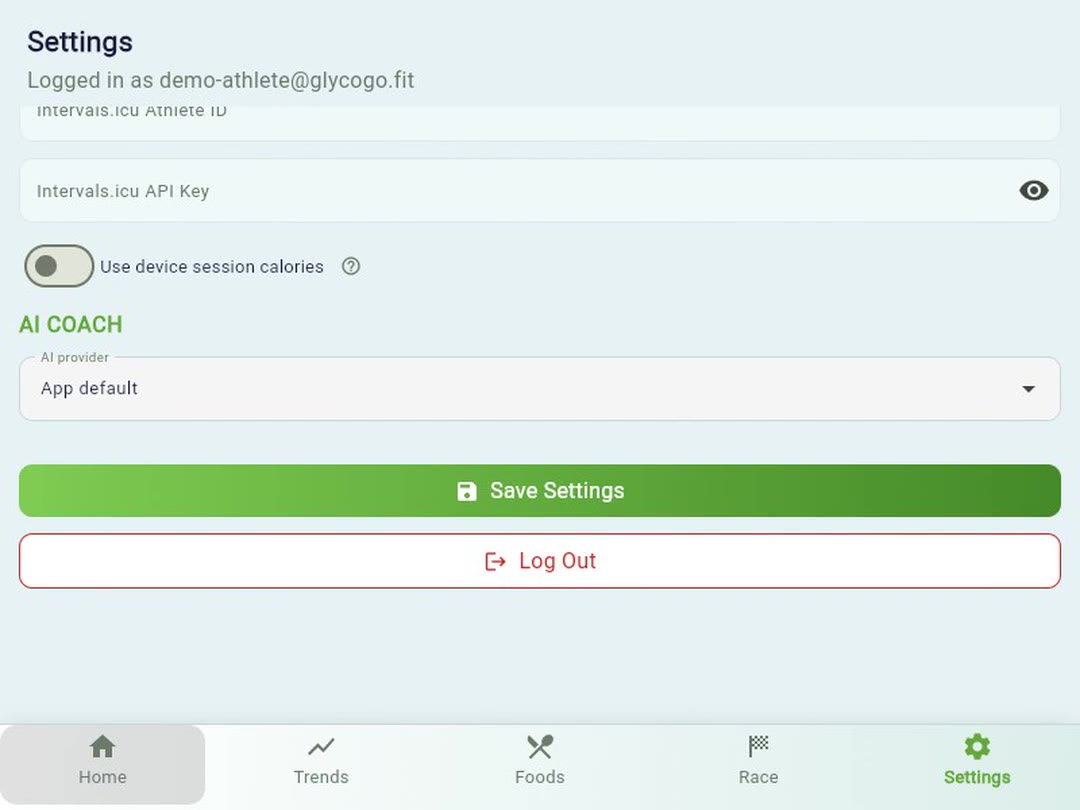 Settings
Logged in as demo-athlete@glycogo.fit
Intervals.icu Athlete ID
Intervals.icu API Key
Use device session calories
AI COACH
AI provider
App default
Save Settings
Log Out
Home
Trends
Foods
Race
Settings